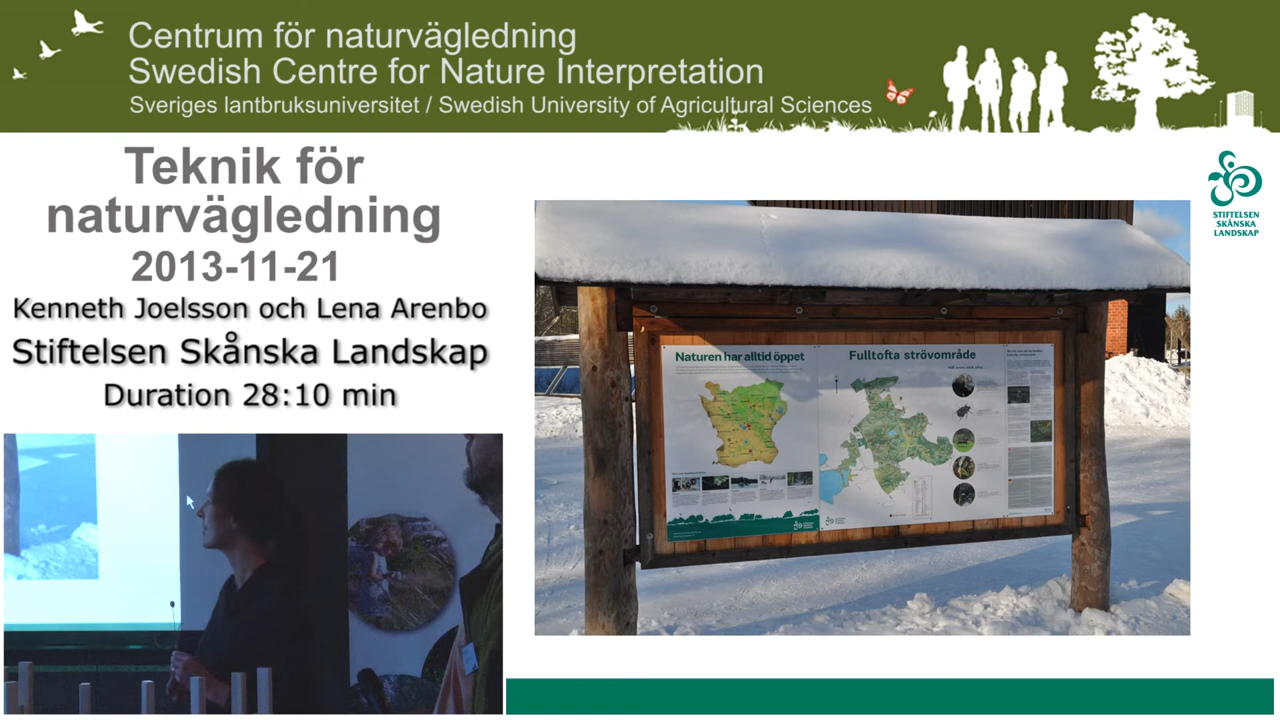 Centrum för naturvägledning
Swedish Centre for Nature Interpretation
Sveriges lantbruksuniversitet / Swedish University of Agricultural Sciences
Teknik för
naturvägledning
2013-11-21
Kenneth Joelsson och Lena Arenbo
Stiftelsen Skånska Landskap
Duration 28:10 min
STIFTELSEN
SKÅNSKA
LANDSKAP
Naturen har alltid öppet
Fulltofta strövområde